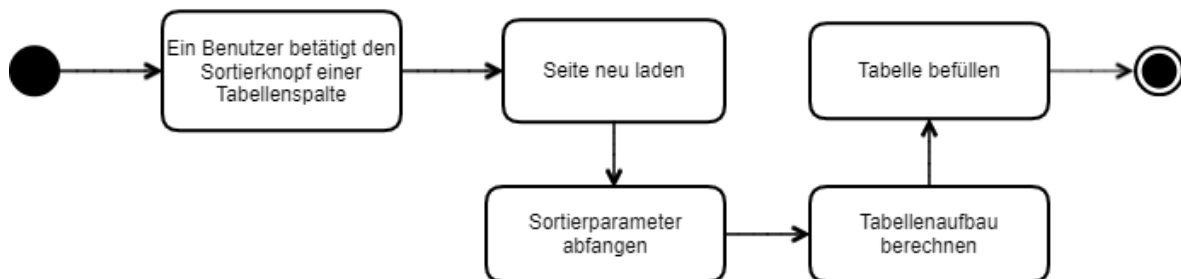 Ein Benutzer betätigt den
Sortierknopf einer
Tabellenspalte
Seite neu laden
Sortierparameter
abfangen
Tabellenaufbau
berechnen
Tabelle befüllen